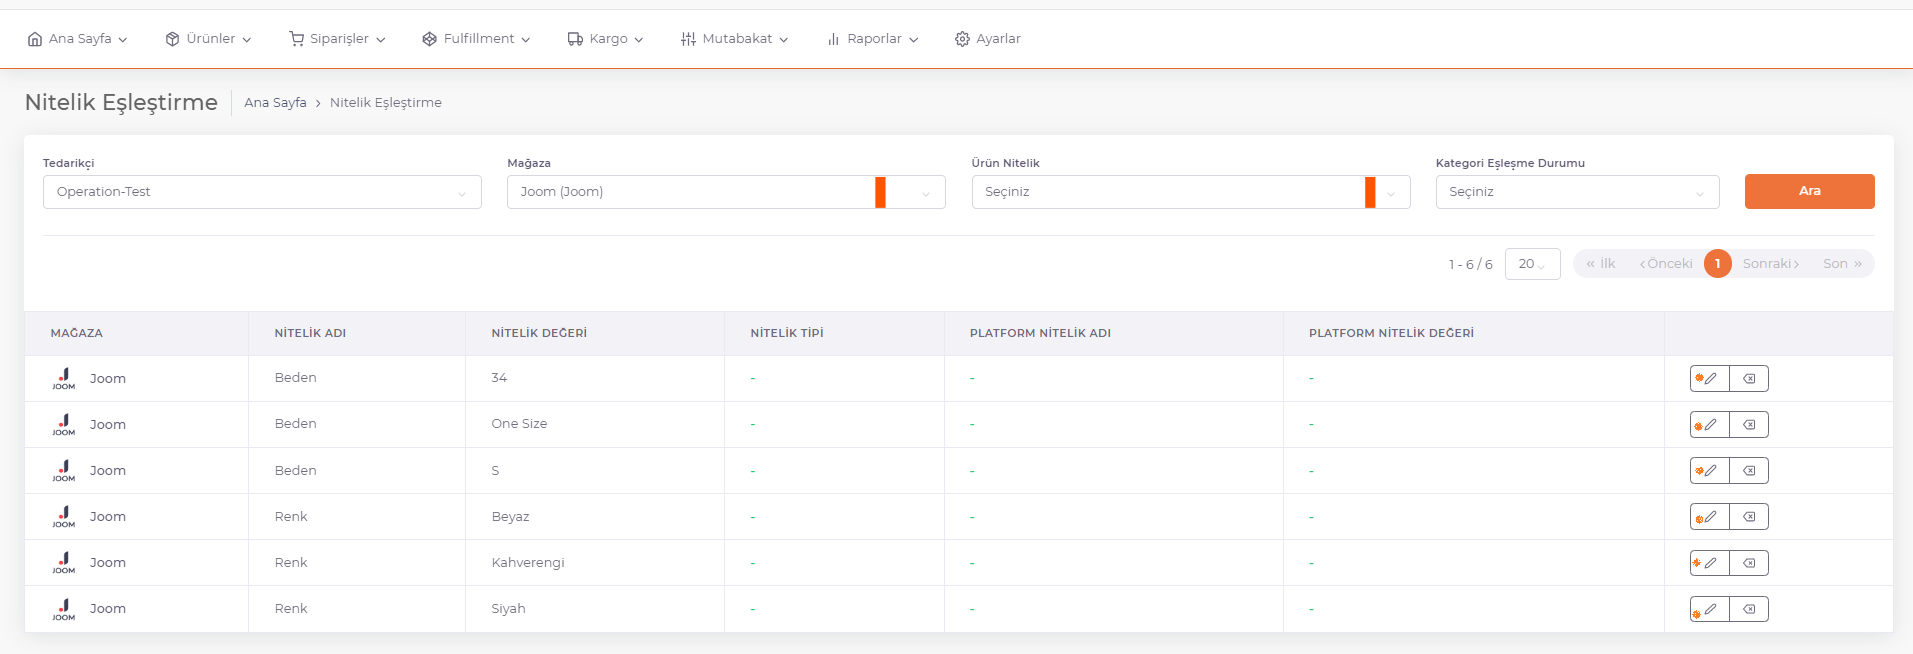 Ana Sayfa Ürünler Siparişler Fulfillment Kargo Mutabakat Raporlar Ayarlar
Nitelik Eşleştirme Ana Sayfa > Nitelik Eşleştirme
Tedarikçi Mağaza Ürün Nitelik Kategori Eşleşme Durumu
Operation-Test Joom (Joom) Seçiniz Seçiniz Ara
1 - 6 / 6 20 « İlk ‹ Önceki 1 Sonraki › Son »
MAĞAZA NİTELİK ADI NİTELİK DEĞERİ NİTELİK TİPİ PLATFORM NİTELİK ADI PLATFORM NİTELİK DEĞERİ
JOOM Joom Beden 34 - - -
JOOM Joom Beden One Size - - -
JOOM Joom Beden S - - -
JOOM Joom Renk Beyaz - - -
JOOM Joom Renk Kahverengi - - -
JOOM Joom Renk Siyah - - -